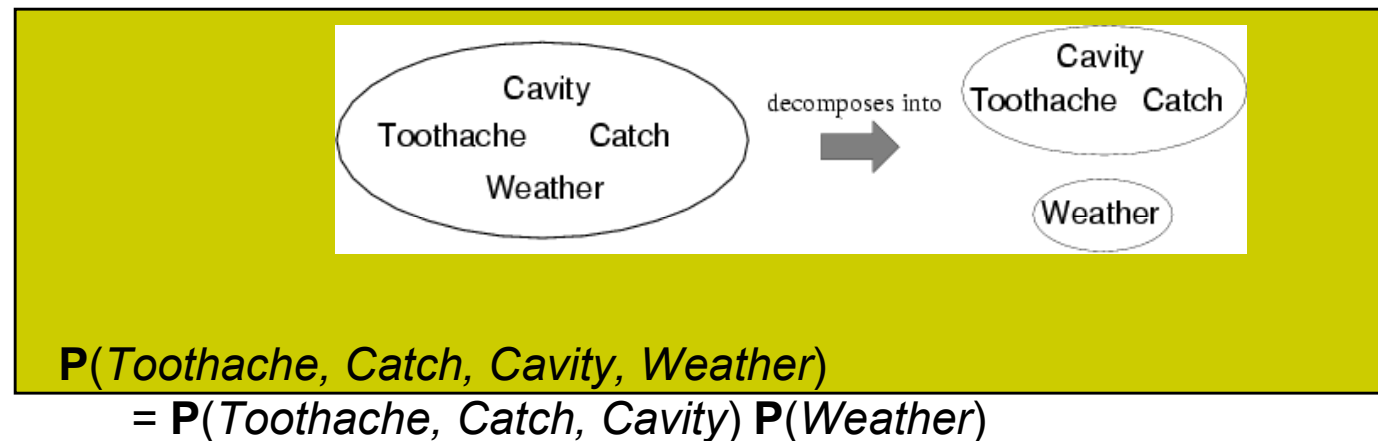 Cavity
Toothache Catch
Weather
decomposes into
Cavity
Toothache Catch
Weather
P(Toothache, Catch, Cavity, Weather)
= P(Toothache, Catch, Cavity) P(Weather)